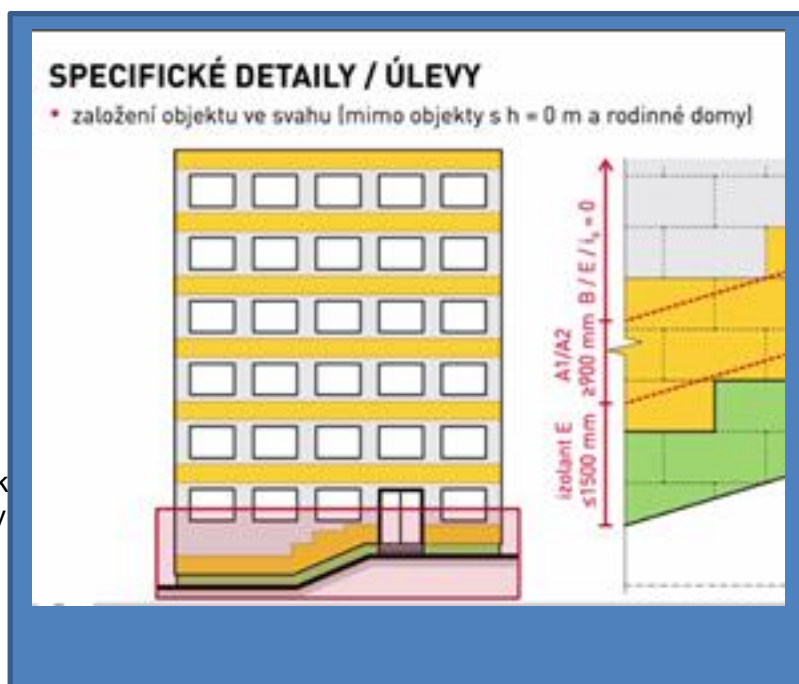 SPECIFICKÉ DETAILY / ÚLEVY
• založení objektu ve svahu (mimo objekty s h = 0 m a rodinné domy)
B / E / iₛ = 0
A1/A2
≥900 mm
izolant E
≤1500 mm
k